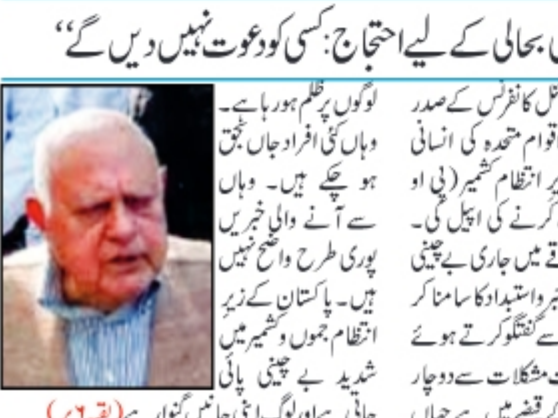 بحالی کے لیے احتجاج: کسی کو دعوت نہیں دیں گے‘‘
کانفرنس کے صدر
اقوام متحدہ کی انسانی
انتظام کشمیر (پی او
کرنے کی اپیل کی۔
میں جاری بے چینی
واستبداد کا سامنا کر
سے گفتگو کرتے ہوئے
مشکلات سے دوچار
لوگوں پر ظلم ہو رہا ہے۔
وہاں کئی افراد جاں بحق
ہو چکے ہیں۔ وہاں
سے آنے والی خبریں
پوری طرح واضح نہیں
ہیں۔ پاکستان کے زیر
انتظام جموں و کشمیر میں
شدید بے چینی پائی